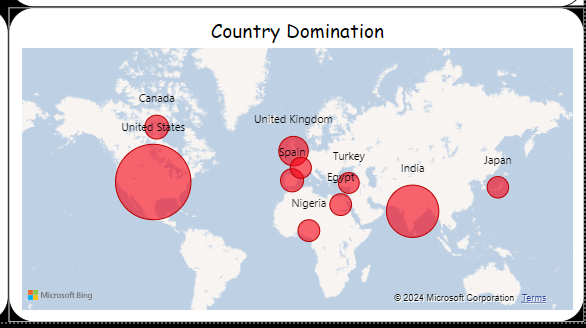 Country Domination
Canada
United States
United Kingdom
Spain
Turkey
Egypt
India
Japan
Nigeria
Microsoft Bing
© 2024 Microsoft Corporation Terms